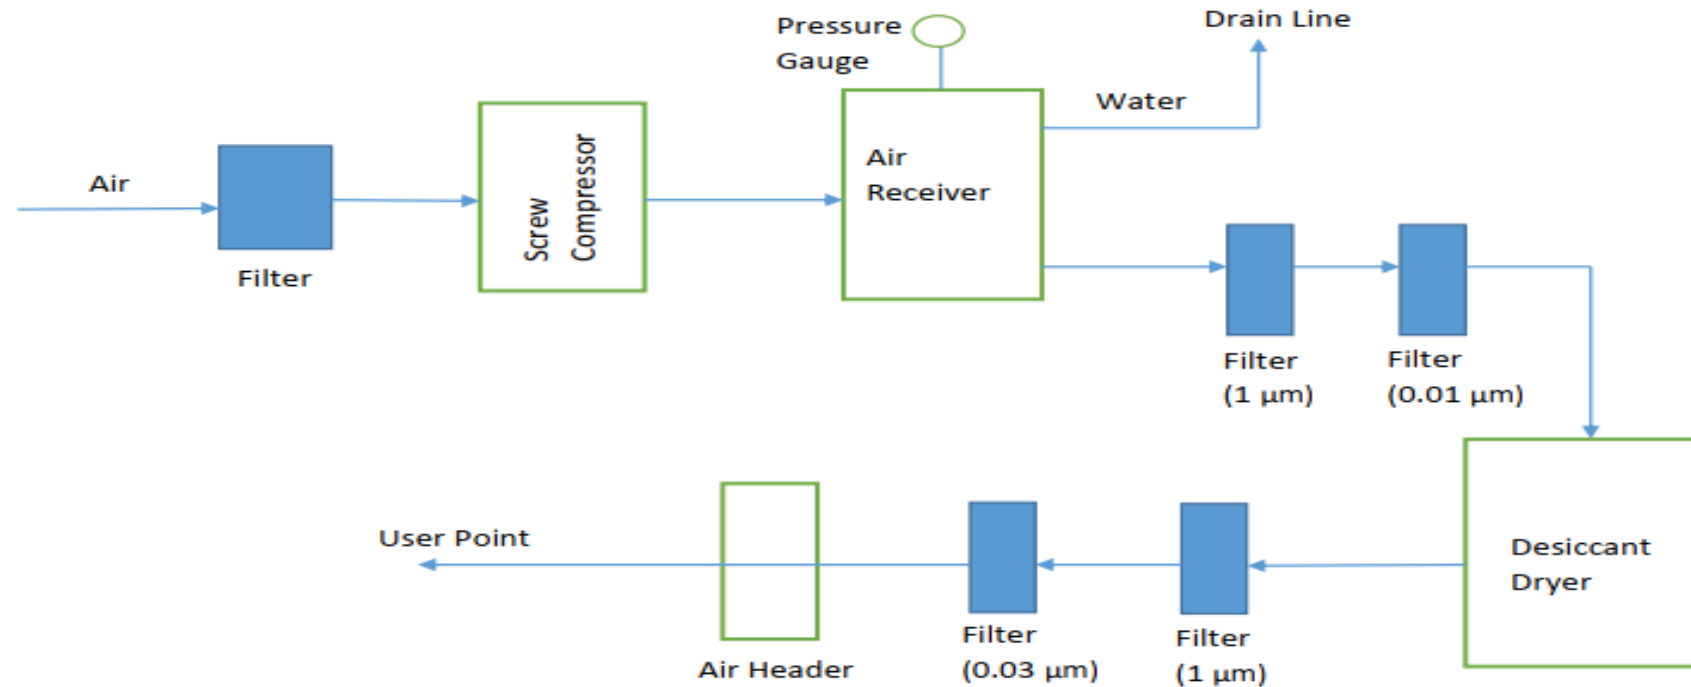 Pressure
Gauge
Drain Line
Water
Air
Filter
Screw
Compressor
Air
Receiver
Filter
(1 µm)
Filter
(0.01 µm)
Desiccant
Dryer
User Point
Air Header
Filter
(0.03 µm)
Filter
(1 µm)